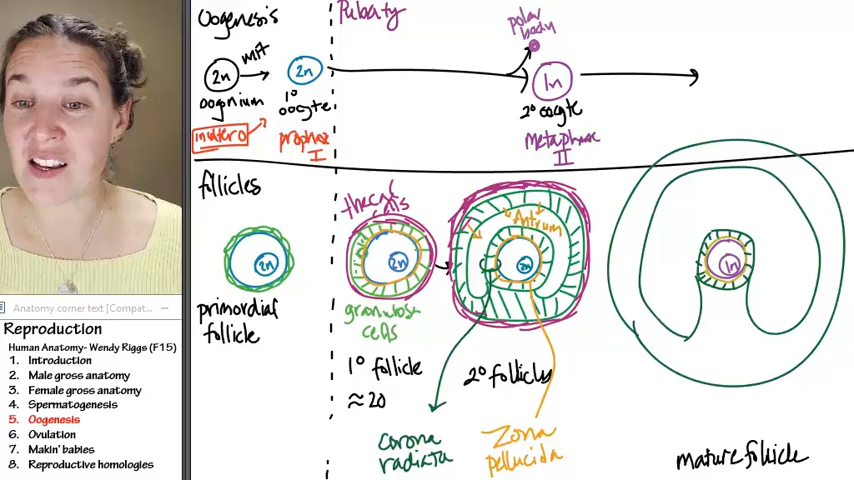 Oogenesis
Puberty
polar
body
2n
MIT
2n
1n
oogonium
1°
oocyte
2° oocyte
in utero
prophase
I
metaphase
II
follicles
thecal
cells
Antrum
2n
2n
2n
1n
primordial
follicle
granulosa
cells
1° follicle
≈ 20
2° follicles
corona
radiata
Zona
pellucida
mature follicle
Anatomy corner text [Compat...
Reproduction
Human Anatomy- Wendy Riggs (F15)
1. Introduction
2. Male gross anatomy
3. Female gross anatomy
4. Spermatogenesis
5. Oogenesis
6. Ovulation
7. Makin' babies
8. Reproductive homologies